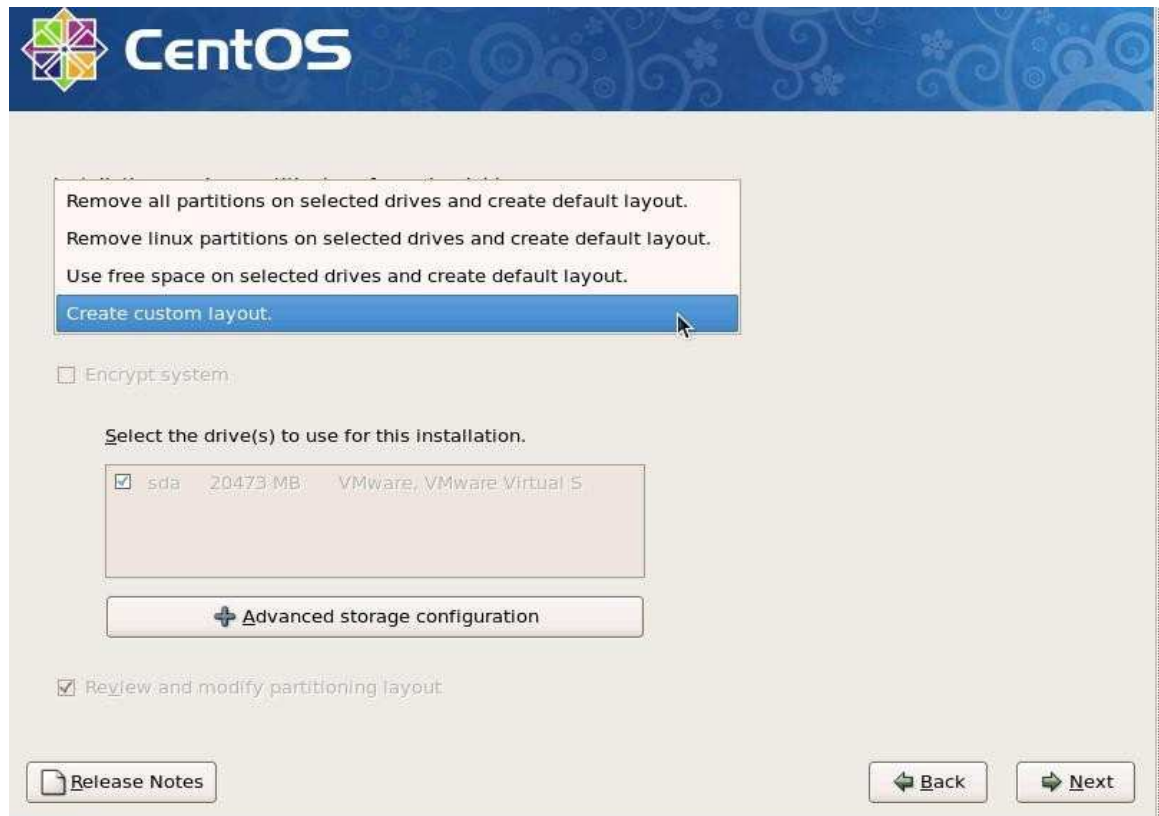 CentOS
Remove all partitions on selected drives and create default layout.
Remove linux partitions on selected drives and create default layout.
Use free space on selected drives and create default layout.
Create custom layout.
Encrypt system
Select the drive(s) to use for this installation.
sda 20473 MB VMware, VMware Virtual S
Advanced storage configuration
Review and modify partitioning layout
Release Notes
Back
Next